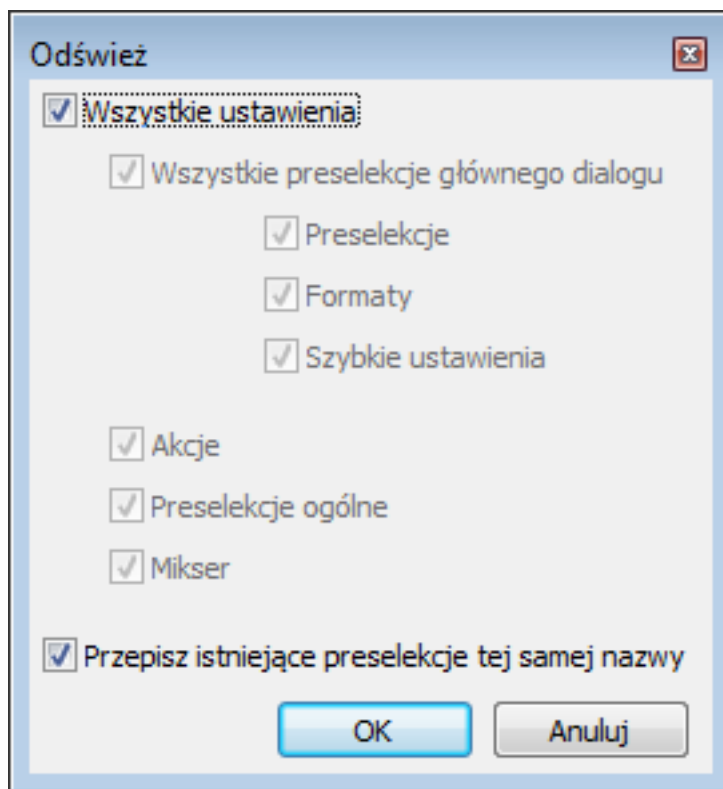 Odśwież
Wszystkie ustawienia
Wszystkie preselekcje głównego dialogu
Preselekcje
Formaty
Szybkie ustawienia
Akcje
Preselekcje ogólne
Mikser
Przepisz istniejące preselekcje tej samej nazwy
OK Anuluj